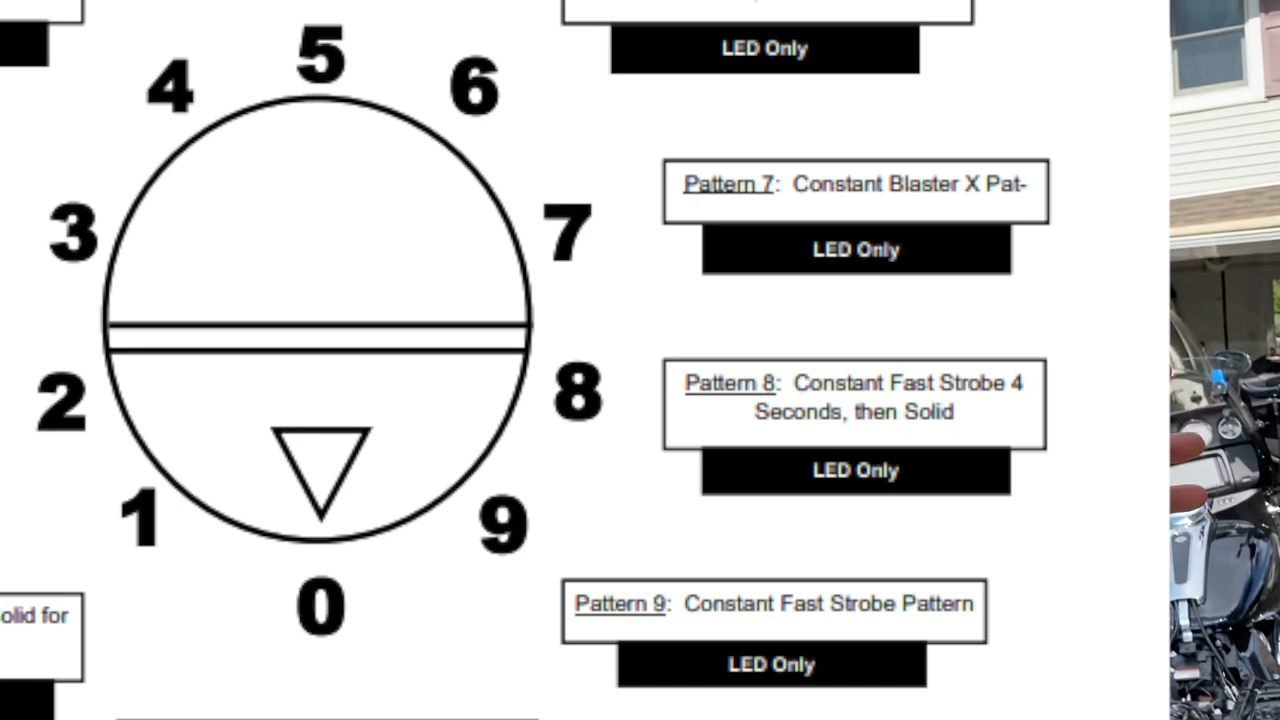 LED Only
5
4
6
3
7
Pattern 7: Constant Blaster X Pat-
LED Only
2
8
Pattern 8: Constant Fast Strobe 4
Seconds, then Solid
LED Only
1
9
0
Pattern 9: Constant Fast Strobe Pattern
LED Only
for